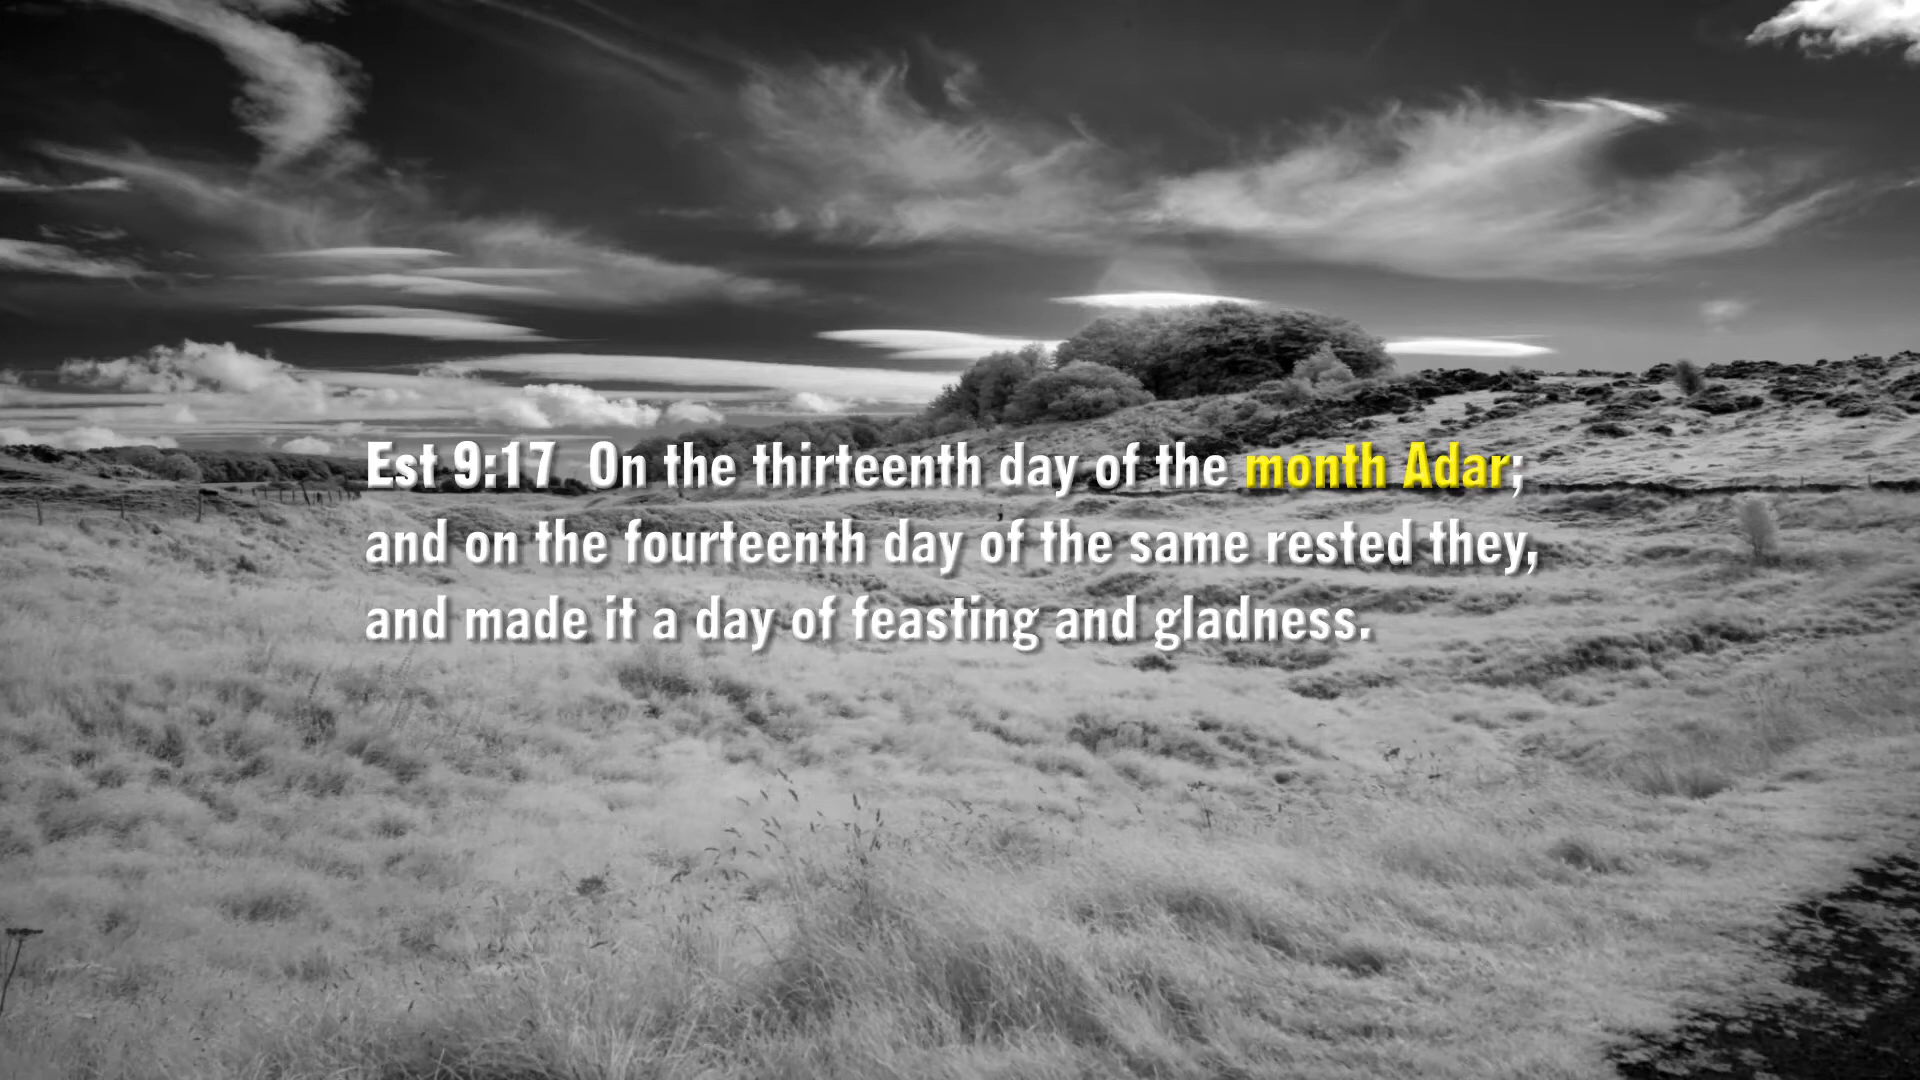 Est 9:17  On the thirteenth day of the month Adar;
and on the fourteenth day of the same rested they,
and made it a day of feasting and gladness.